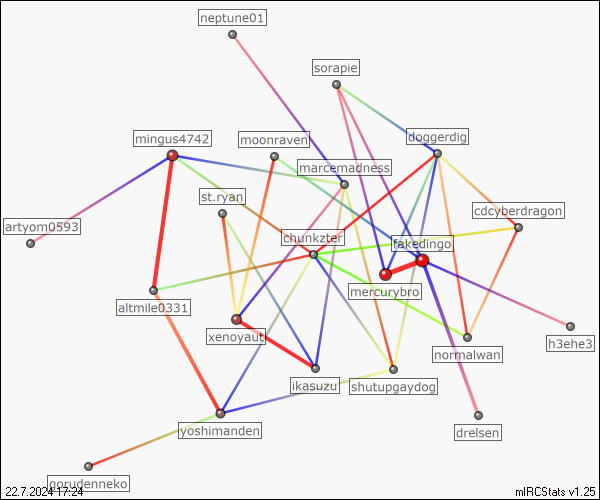 neptune01
sorapie
mingus4742
moonraven
doggerdig
marcemadness
st.ryan
cdcyberdragon
artyom0593
chunkzter
fakedingo
mercurybro
altmile0331
xenoyaut
h3ehe3
normalwan
ikasuzu
shutupgaydog
yoshimanden
drelsen
gorudenneko
22.7.2024 17:24
mIRCStats v1.25